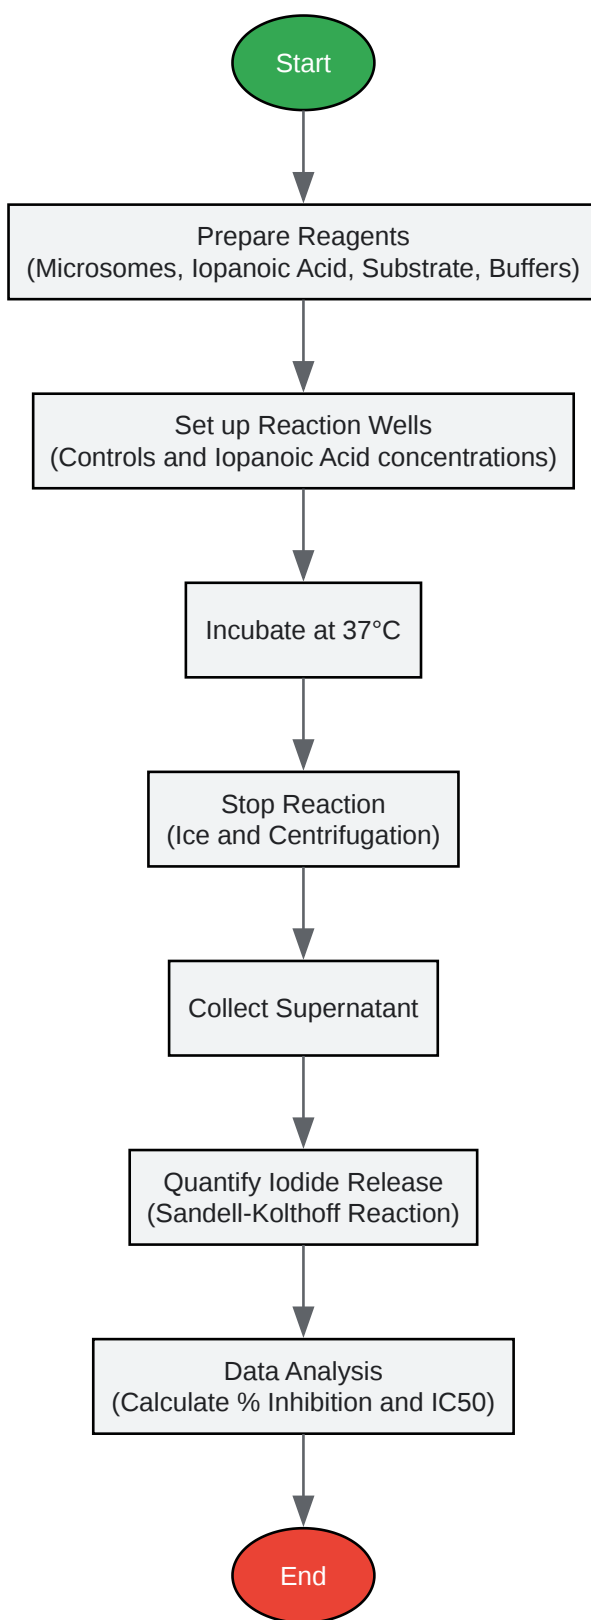 Start
Prepare Reagents
(Microsomes, Iopanoic Acid, Substrate, Buffers)
Set up Reaction Wells
(Controls and Iopanoic Acid concentrations)
Incubate at 37°C
Stop Reaction
(Ice and Centrifugation)
Collect Supernatant
Quantify Iodide Release
(Sandell-Kolthoff Reaction)
Data Analysis
(Calculate % Inhibition and IC50)
End